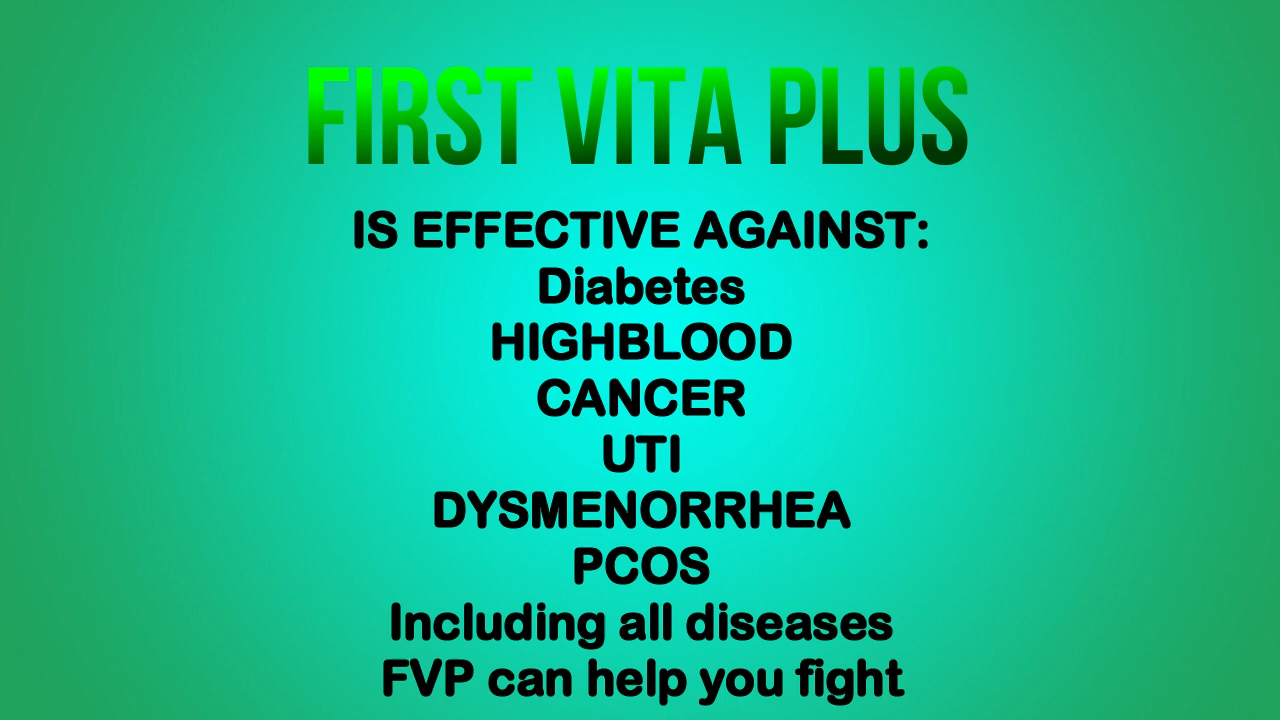 FIRST VITA PLUS
IS EFFECTIVE AGAINST:
Diabetes
HIGHBLOOD
CANCER
UTI
DYSMENORRHEA
PCOS
Including all diseases
FVP can help you fight